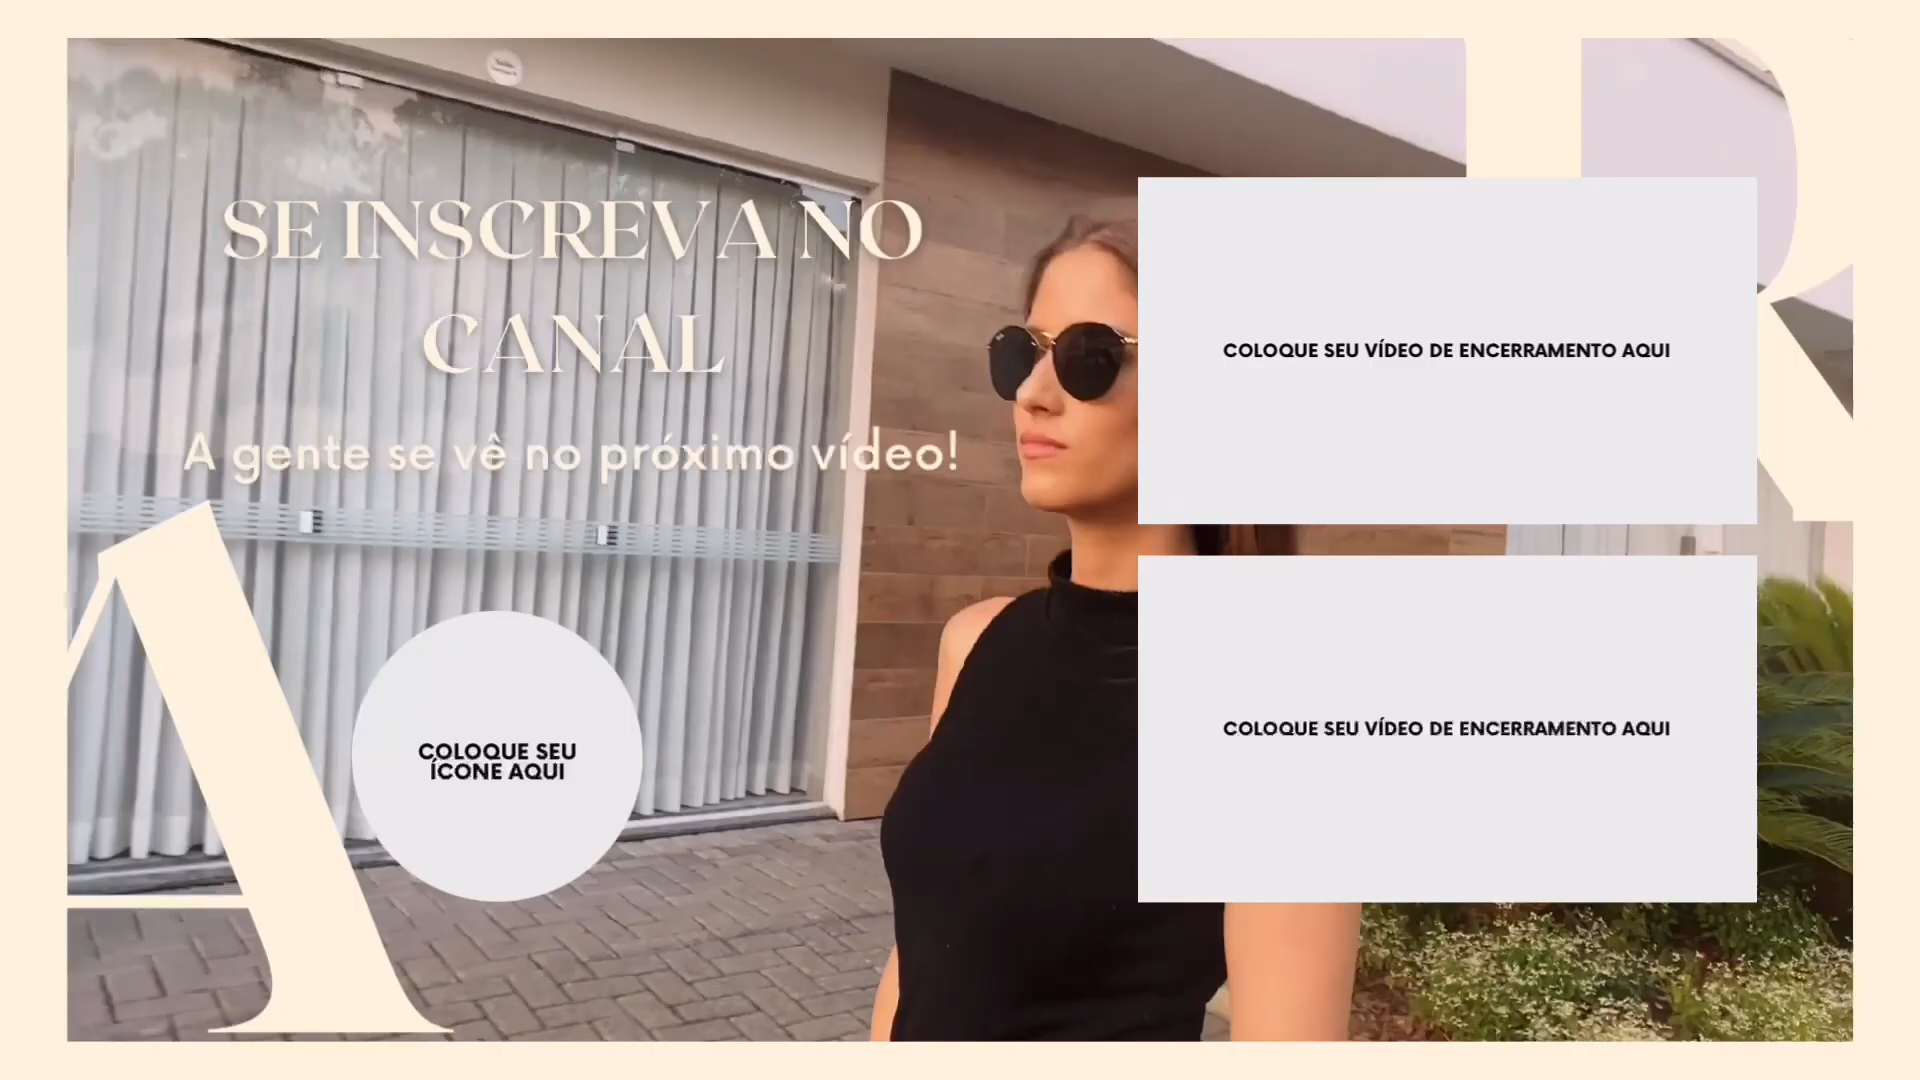 SE INSCREVA NO
CANAL
A gente se vê no próximo vídeo!
COLOQUE SEU
ÍCONE AQUI
COLOQUE SEU VÍDEO DE ENCERRAMENTO AQUI
COLOQUE SEU VÍDEO DE ENCERRAMENTO AQUI
A
R